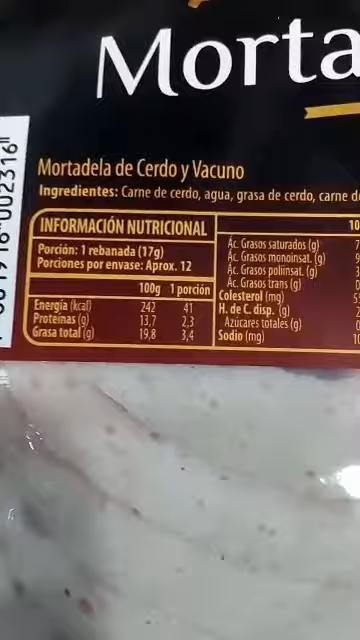 Morta
Mortadela de Cerdo y Vacuno
Ingredientes: Carne de cerdo, agua, grasa de cerdo, carne de
INFORMACIÓN NUTRICIONAL
Porción: 1 rebanada (17g)
Porciones por envase: Aprox. 12
100g 1 porción
Energía (kcal) 242 41
Proteínas (g) 13,7 2,3
Grasa total (g) 19,8 3,4
10
Ác. Grasos saturados (g)
Ác. Grasos monoinsat. (g)
Ác. Grasos poliinsat. (g)
Ác. Grasos trans (g)
Colesterol (mg)
H. de C. disp. (g)
Azúcares totales (g)
Sodio (mg)